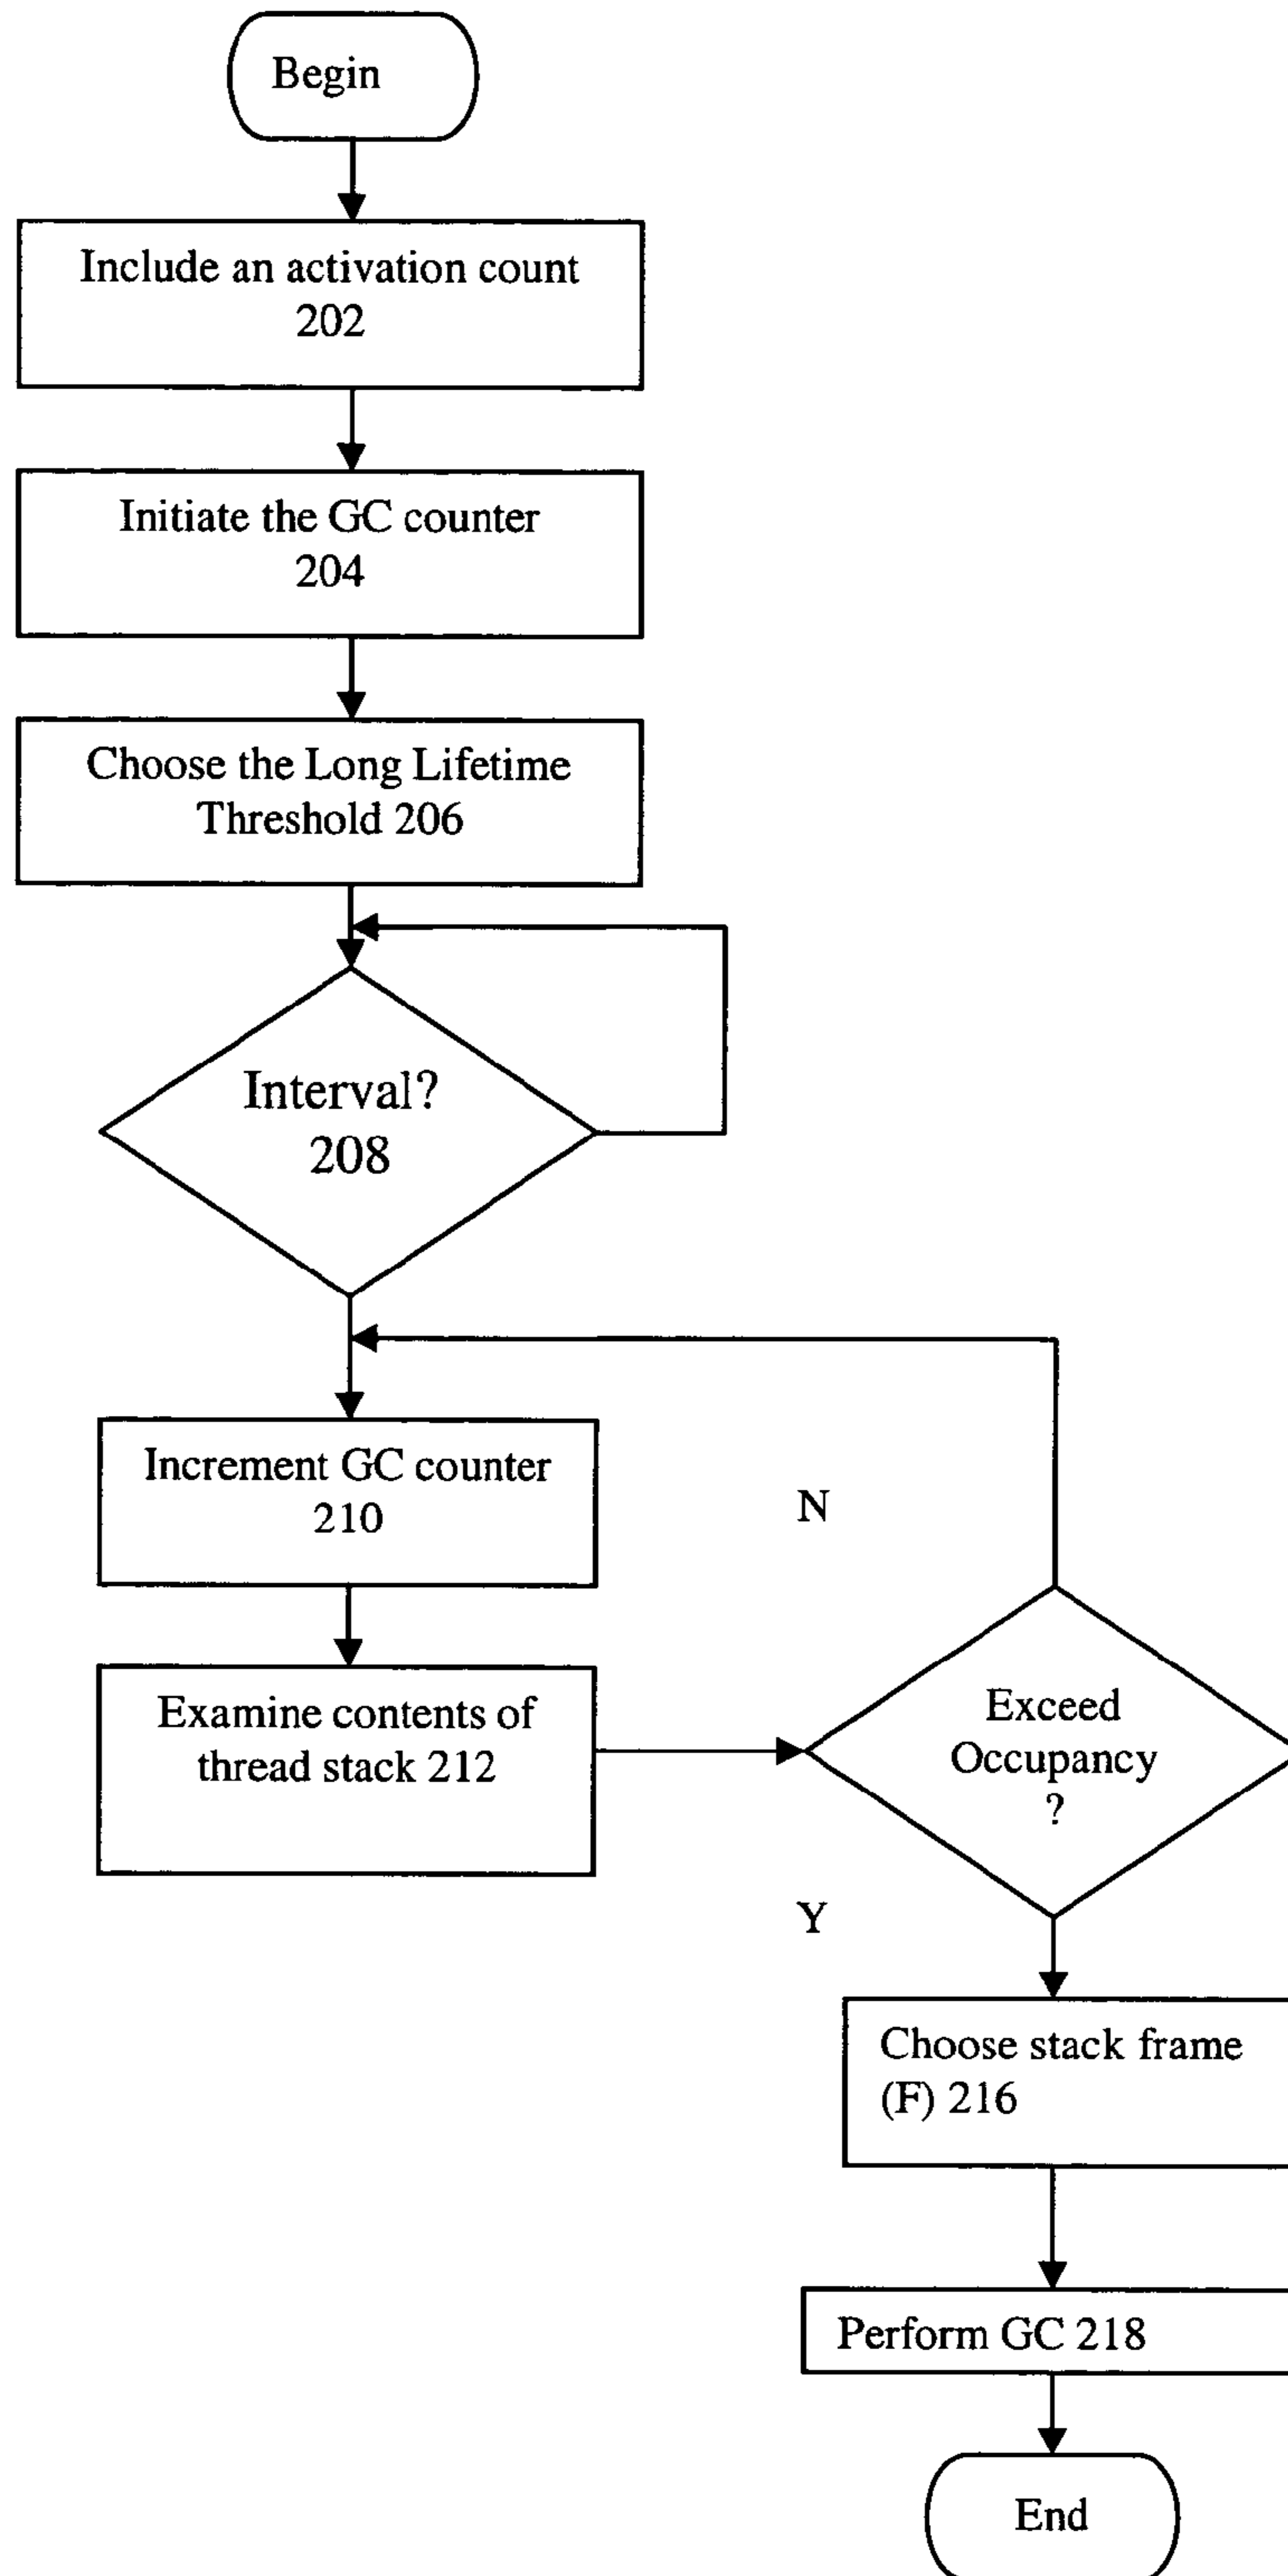 Begin
Include an activation count
202
Initiate the GC counter
204
Choose the Long Lifetime
Threshold 206
Interval?
208
Increment GC counter
210
N
Examine contents of
thread stack 212
Exceed
Occupancy
?
Y
Choose stack frame
(F) 216
Perform GC 218
End